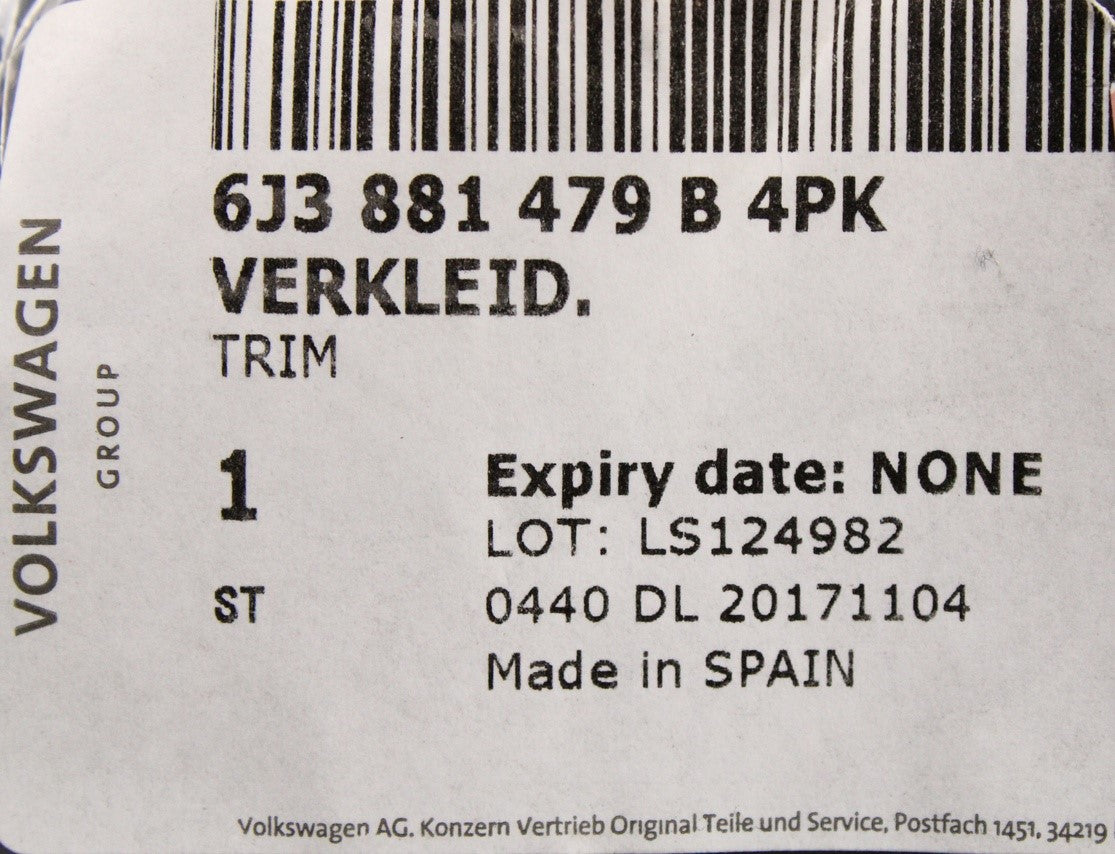 6J3 881 479 B 4PK
VERKLEID.
TRIM
1
Expiry date: NONE
LOT: LS124982
ST
0440 DL 20171104
Made in SPAIN
VOLKSWAGEN
GROUP
Volkswagen AG. Konzern Vertrieb Original Teile und Service, Postfach 1451, 34219